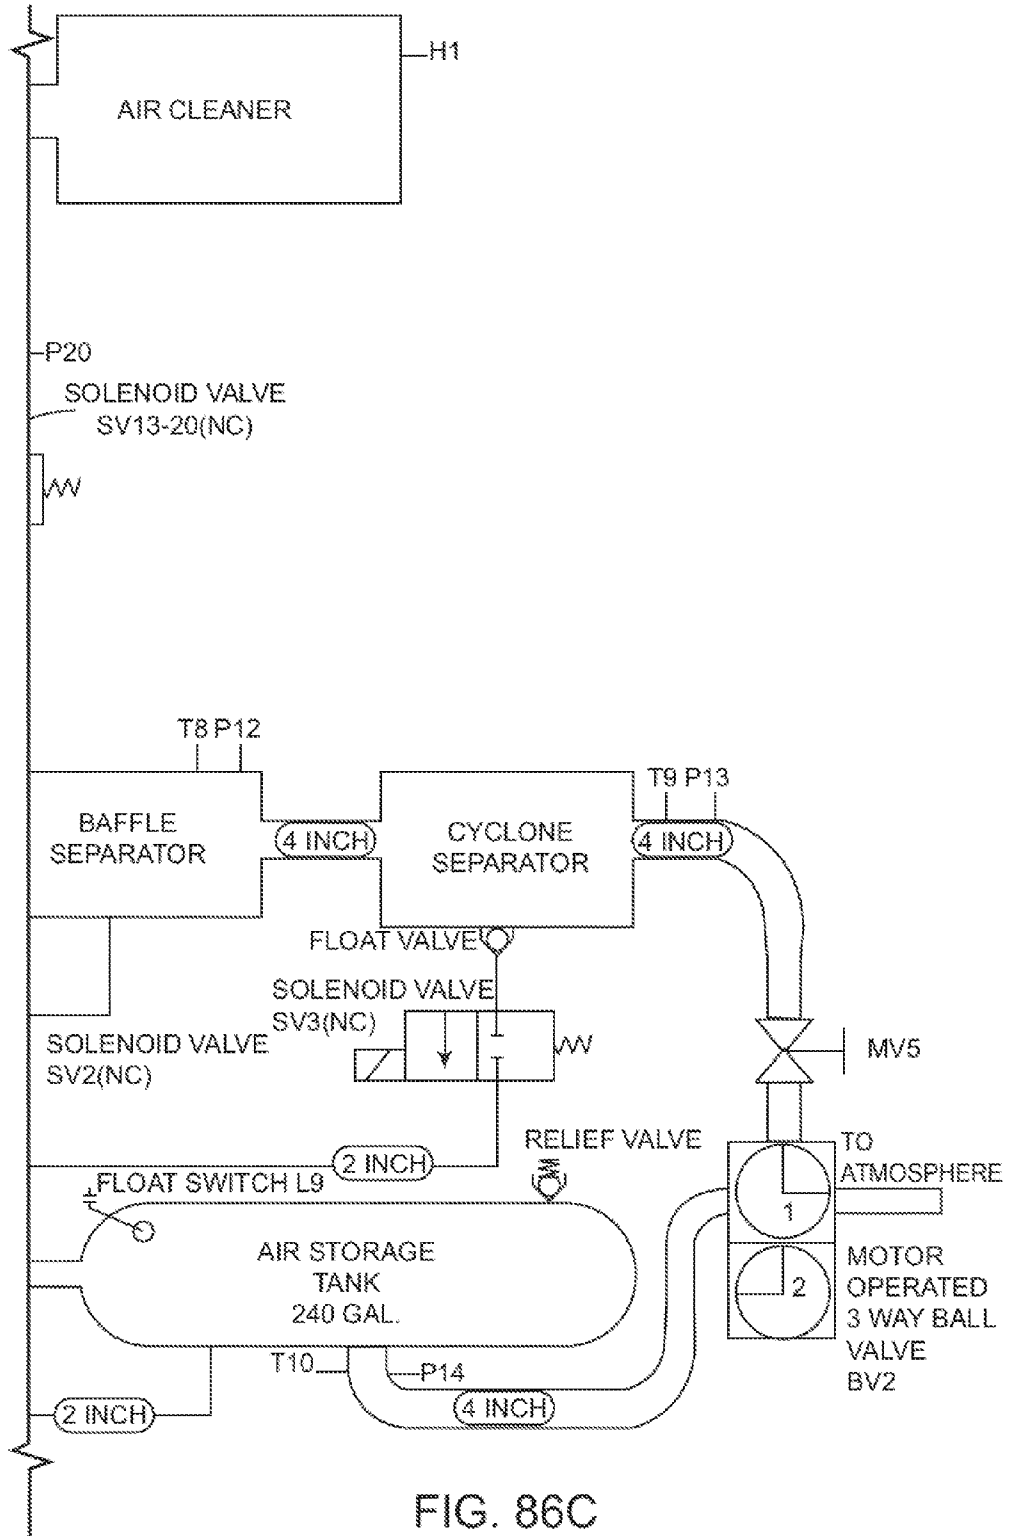 H1
AIR CLEANER
P20
SOLENOID VALVE
SV13-20(NC)
T8 P12
BAFFLE
SEPARATOR
4 INCH
CYCLONE
SEPARATOR
T9 P13
4 INCH
FLOAT VALVE
SOLENOID VALVE
SV3(NC)
SOLENOID VALVE
SV2(NC)
MV5
2 INCH
RELIEF VALVE
TO
ATMOSPHERE
FLOAT SWITCH L9
1
AIR STORAGE
TANK
240 GAL.
2
MOTOR
OPERATED
3 WAY BALL
VALVE
BV2
T10
P14
2 INCH
4 INCH
FIG. 86C